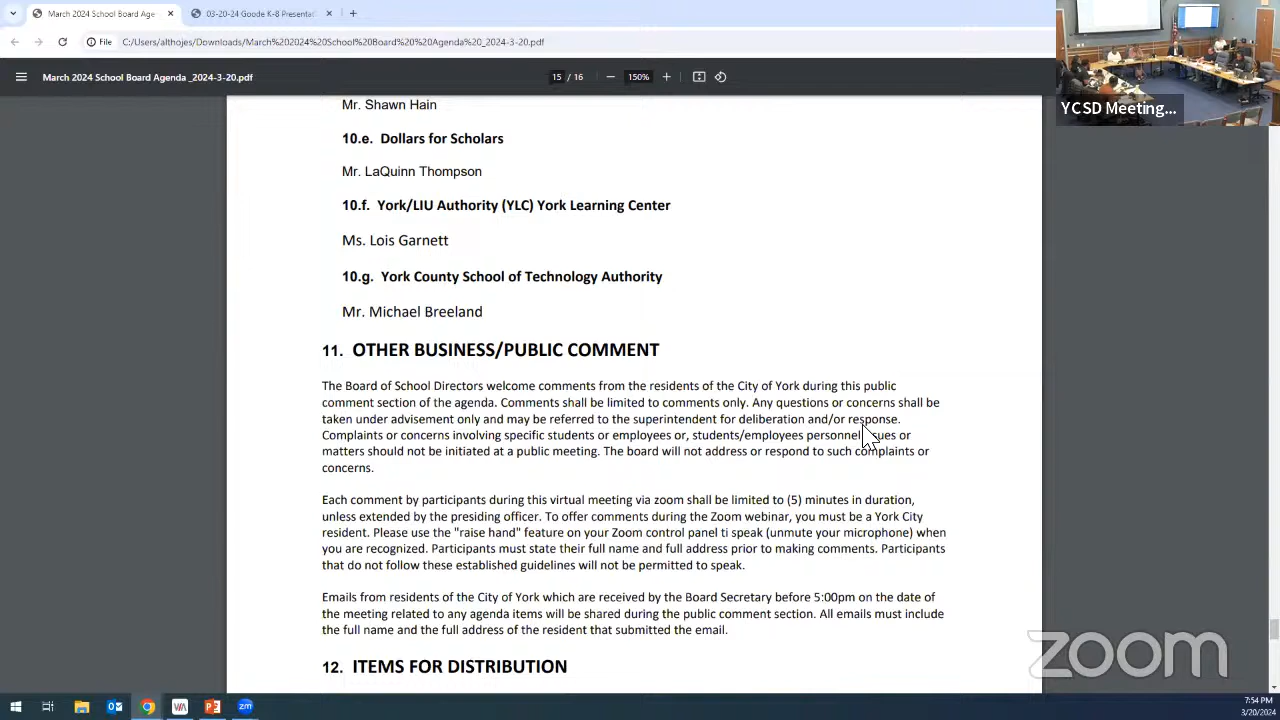 March 2024 School Board Age
03-20-24 Goode K-8 Presentat
File
C:/Users/althojes/Downloads/March%202024%20School%20Board%20%20Agenda%20_2024-3-20.pdf
March 2024 School Board Agenda _2024-3-20.pdf
15 / 16
150%
YCSD Meeting...
Mr. Shawn Hain
10.e. Dollars for Scholars
Mr. LaQuinn Thompson
10.f. York/LIU Authority (YLC) York Learning Center
Ms. Lois Garnett
10.g. York County School of Technology Authority
Mr. Michael Breeland
11. OTHER BUSINESS/PUBLIC COMMENT
The Board of School Directors welcome comments from the residents of the City of York during this public
comment section of the agenda. Comments shall be limited to comments only. Any questions or concerns shall be
taken under advisement only and may be referred to the superintendent for deliberation and/or response.
Complaints or concerns involving specific students or employees or, students/employees personnel ues or
matters should not be initiated at a public meeting. The board will not address or respond to such complaints or
concerns.
Each comment by participants during this virtual meeting via zoom shall be limited to (5) minutes in duration,
unless extended by the presiding officer. To offer comments during the Zoom webinar, you must be a York City
resident. Please use the "raise hand" feature on your Zoom control panel ti speak (unmute your microphone) when
you are recognized. Participants must state their full name and full address prior to making comments. Participants
that do not follow these established guidelines will not be permitted to speak.
Emails from residents of the City of York which are received by the Board Secretary before 5:00pm on the date of
the meeting related to any agenda items will be shared during the public comment section. All emails must include
the full name and the full address of the resident that submitted the email.
12. ITEMS FOR DISTRIBUTION
zoom
7:54 PM
3/20/2024